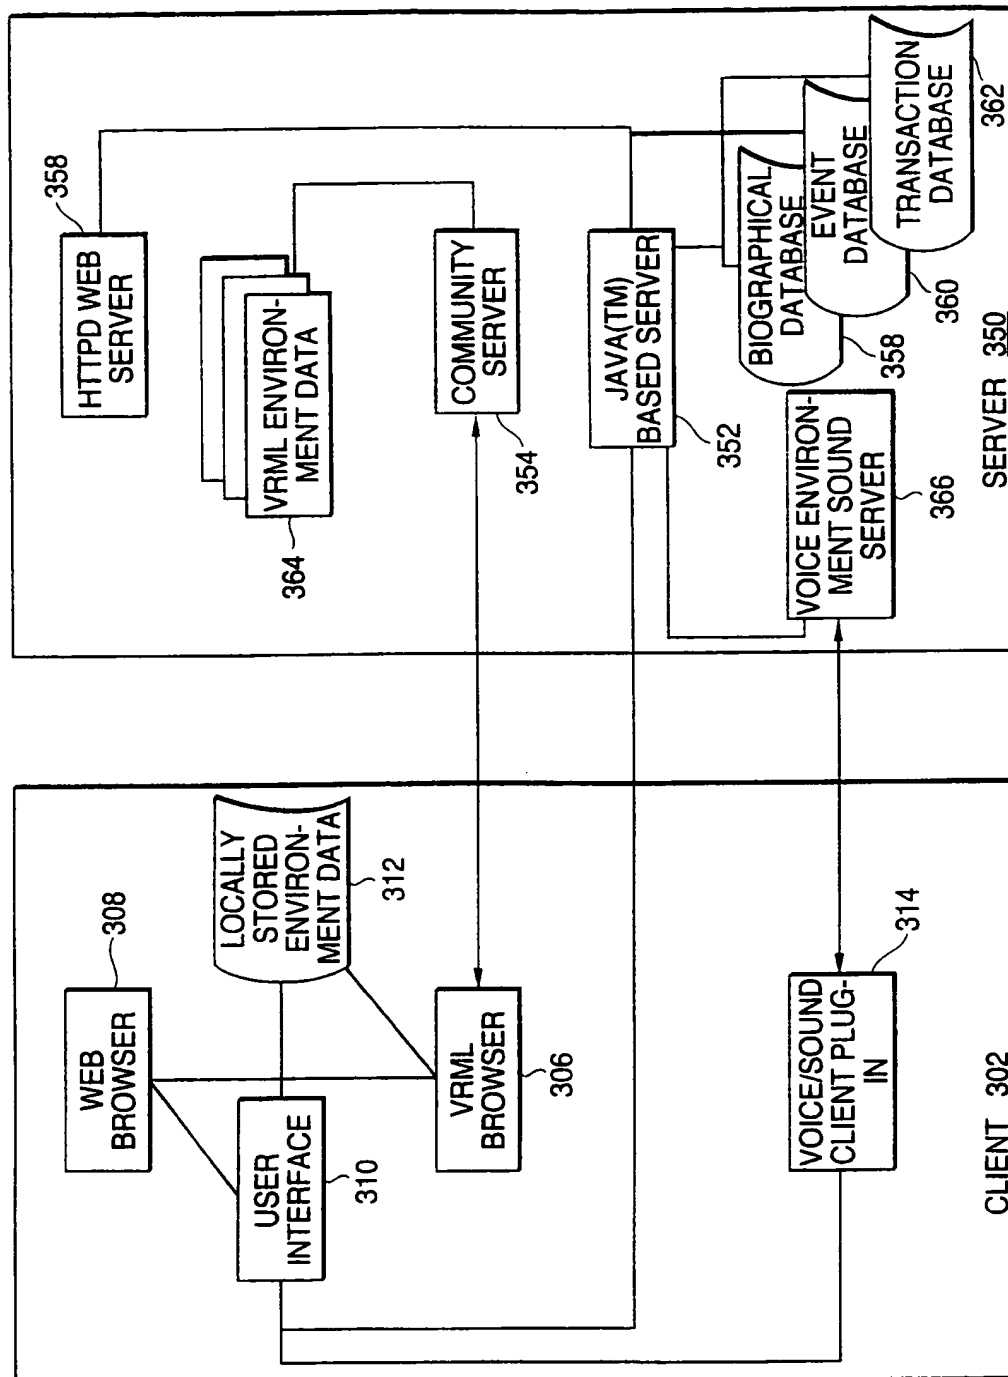 WEB
BROWSER
308
USER
INTERFACE
310
LOCALLY
STORED
ENVIRON-
MENT DATA
312
VRML
BROWSER
306
VOICE/SOUND
CLIENT PLUG-
IN
314
CLIENT 302
HTTPD WEB
SERVER
358
VRML ENVIRON-
MENT DATA
364
COMMUNITY
SERVER
354
JAVA(TM)
BASED SERVER
352
BIOGRAPHICAL
DATABASE
358
EVENT
DATABASE
360
TRANSACTION
DATABASE
362
VOICE ENVIRON-
MENT SOUND
SERVER
366
SERVER 350